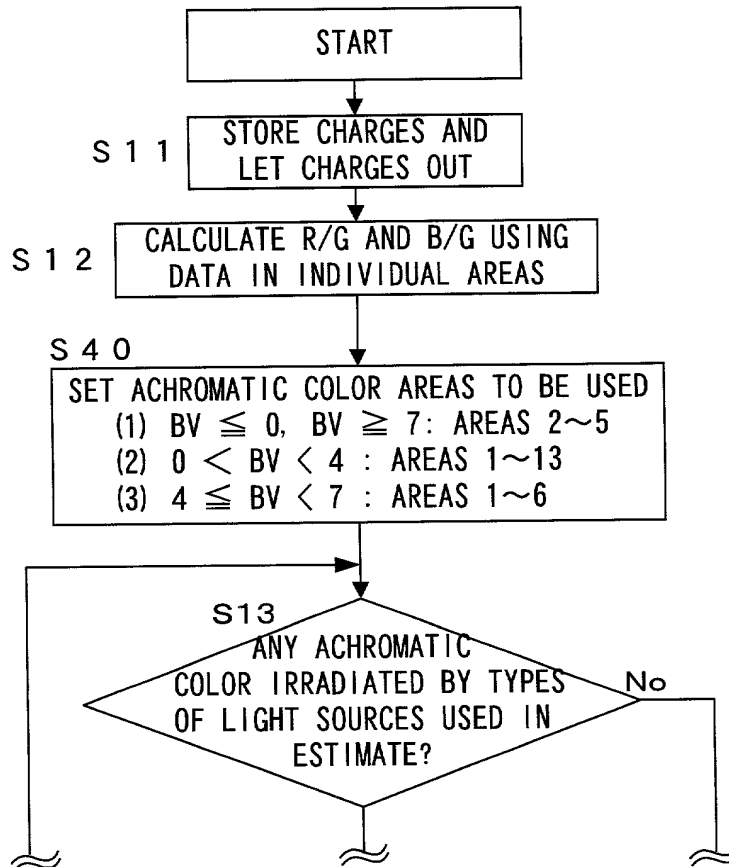 START
S11
STORE CHARGES AND
LET CHARGES OUT
S12
CALCULATE R/G AND B/G USING
DATA IN INDIVIDUAL AREAS
S40
SET ACHROMATIC COLOR AREAS TO BE USED
(1) BV ≦ 0, BV ≧ 7: AREAS 2~5
(2) 0 < BV < 4 : AREAS 1~13
(3) 4 ≦ BV < 7 : AREAS 1~6
S13
ANY ACHROMATIC
COLOR IRRADIATED BY TYPES
OF LIGHT SOURCES USED IN
ESTIMATE?
No